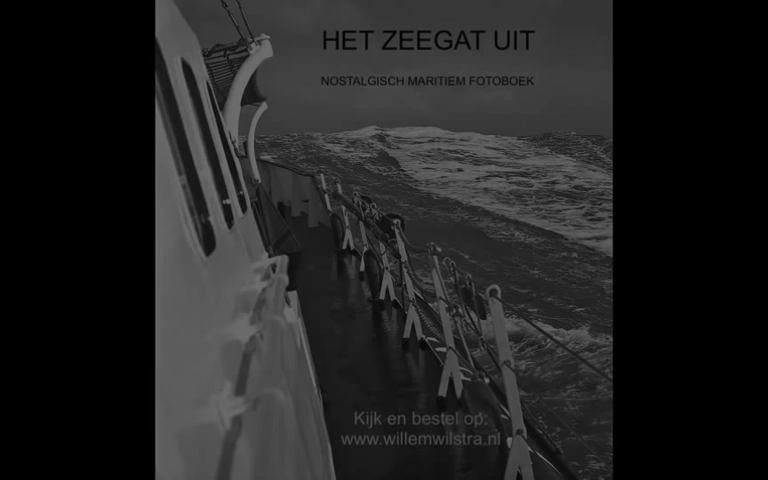 HET ZEEGAT UIT
NOSTALGISCH MARITIEM FOTOBOEK
Kijk en bestel op:
www.willemwilstra.nl